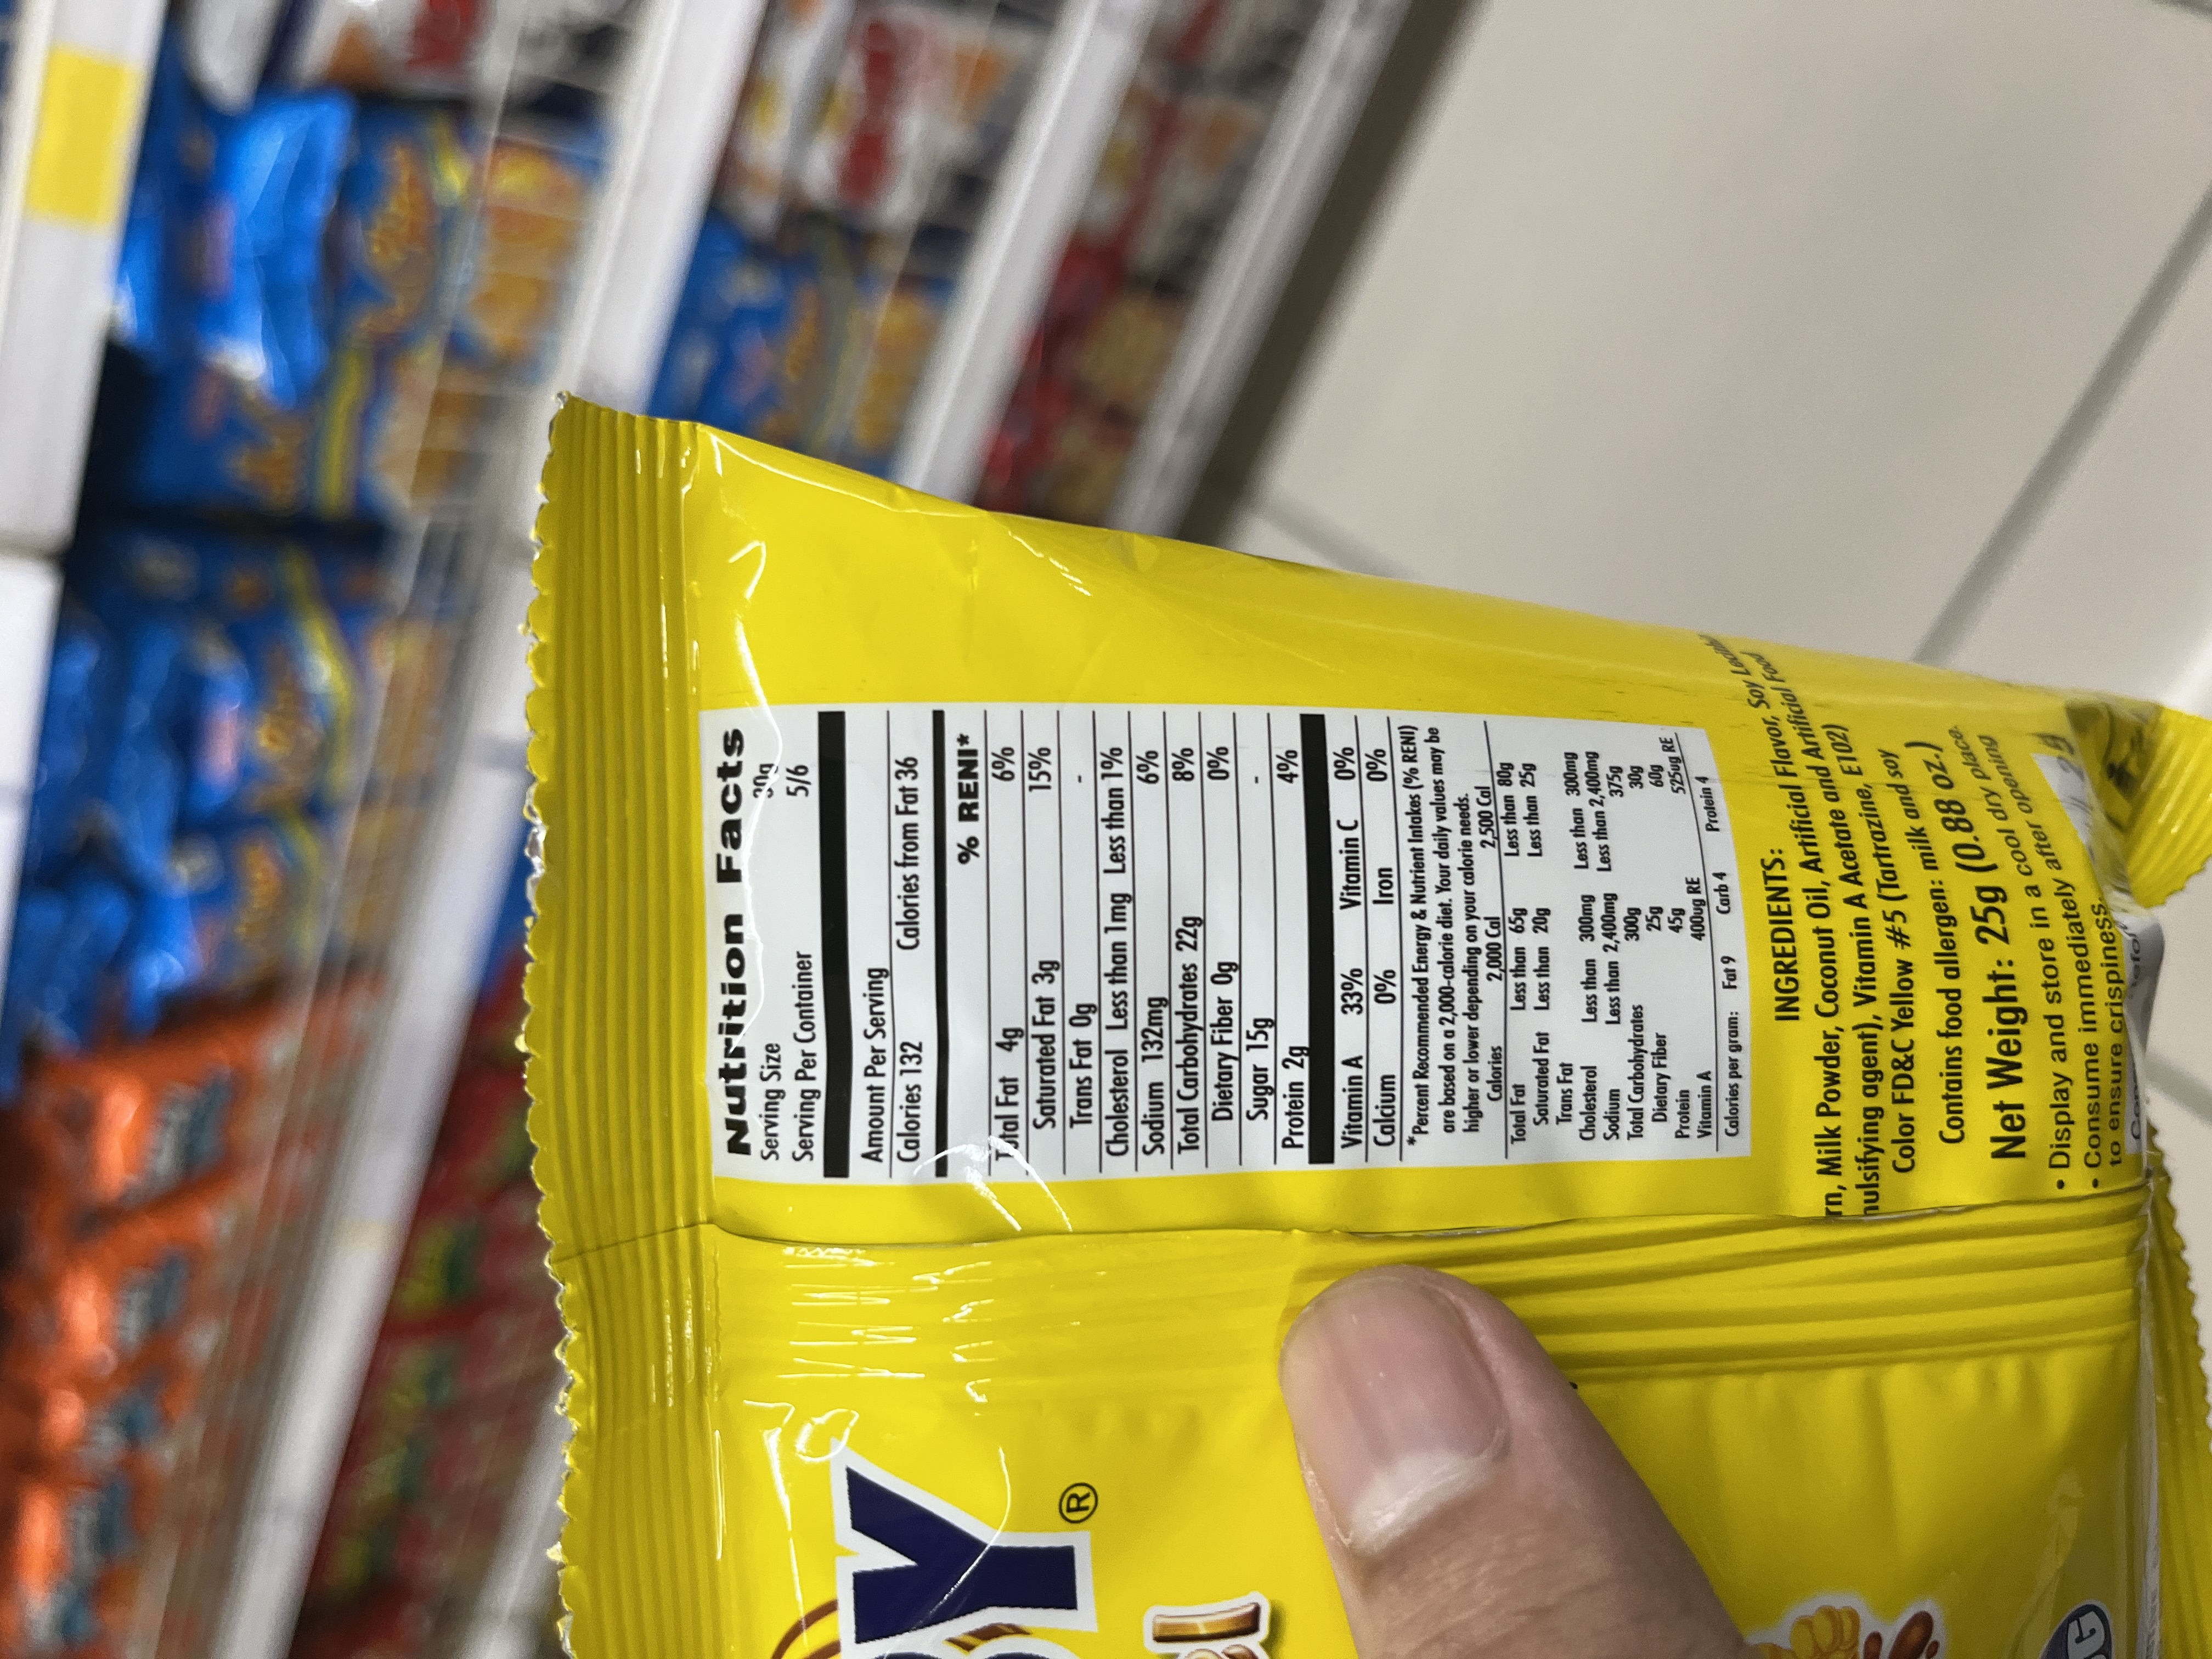 Y®
el
Nutrition Facts
Serving Size 30g
Serving Per Container 5/6
Amount Per Serving
Calories 132 Calories from Fat 36
% RENI*
Total Fat 4g 6%
Saturated Fat 3g 15%
Trans Fat 0g -
Cholesterol Less than 1mg Less than 1%
Sodium 132mg 6%
Total Carbohydrates 22g 8%
Dietary Fiber 0g 0%
Sugar 15g -
Protein 2g 4%
Vitamin A 33% Vitamin C 0%
Calcium 0% Iron 0%
*Percent Recommended Energy & Nutrient Intakes (% RENI)
are based on a 2,000-calorie diet. Your daily values may be
higher or lower depending on your calorie needs.
Calories 2,000 Cal 2,500 Cal
Total Fat Less than 65g Less than 80g
Saturated Fat Less than 20g Less than 25g
Trans Fat
Cholesterol Less than 300mg Less than 300mg
Sodium Less than 2,400mg Less than 2,400mg
Total Carbohydrates 300g 375g
Dietary Fiber 25g 30g
Protein 45g 60g
Vitamin A 400ug RE 525ug RE
Calories per gram: Fat 9 Carb 4 Protein 4
INGREDIENTS:
rn, Milk Powder, Coconut Oil, Artificial Flavor, Soy Lecithin
ulsifying agent), Vitamin A Acetate and Artificial Food
Color FD&C Yellow #5 (Tartrazine, E102)
Contains food allergen: milk and soy
Net Weight: 25g (0.88 oz.)
• Display and store in a cool dry place.
• Consume immediately after opening
to ensure crispiness.